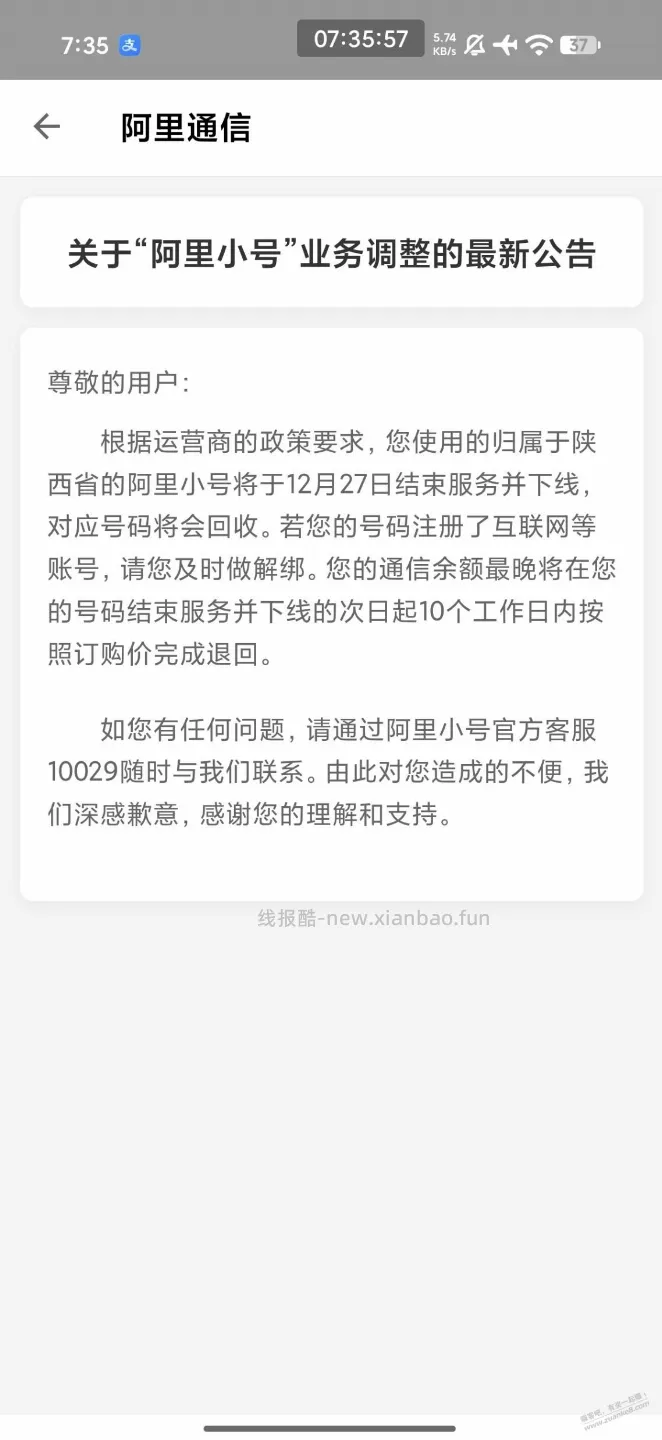 7:35 支 07:35:57 5.74 KB/s 37
阿里通信
关于“阿里小号”业务调整的最新公告
尊敬的用户：
根据运营商的政策要求，您使用的归属于陕
西省的阿里小号将于12月27日结束服务并下线，
对应号码将会回收。若您的号码注册了互联网等
账号，请您及时做解绑。您的通信余额最晚将在您
的号码结束服务并下线的次日起10个工作日内按
照订购价完成退回。
如您有任何问题，请通过阿里小号官方客服
10029随时与我们联系。由此对您造成的不便，我
们深感歉意，感谢您的理解和支持。
线报酷-new.xianbao.fun
www.zuanke8.com